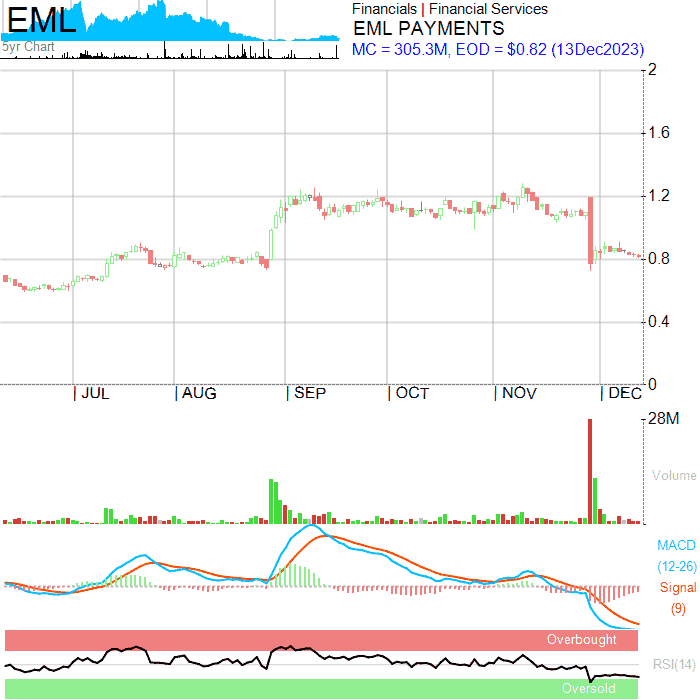 EML
5yr Chart
Financials | Financial Services
EML PAYMENTS
MC = 305.3M, EOD = $0.82 (13Dec2023)
2
1.6
1.2
0.8
0.4
0
JUL
AUG
SEP
OCT
NOV
DEC
28M
Volume
MACD
(12-26)
Signal
(9)
Overbought
RSI(14)
Oversold